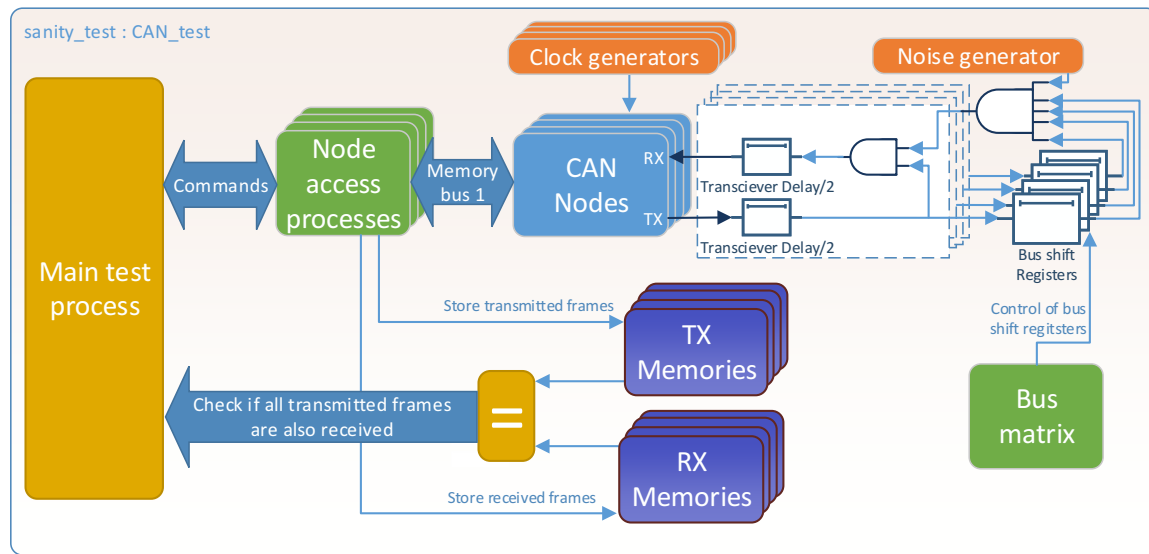 sanity_test : CAN_test
Clock generators
Noise generator
Node
access
processes
Commands
Memory
bus 1
CAN
Nodes
RX
TX
Transciever Delay/2
Transciever Delay/2
Bus shift
Registers
Main test
process
Store transmitted frames
TX
Memories
Control of bus
shift regitsters
Check if all transmitted frames
are also received
=
Bus
matrix
RX
Memories
Store received frames